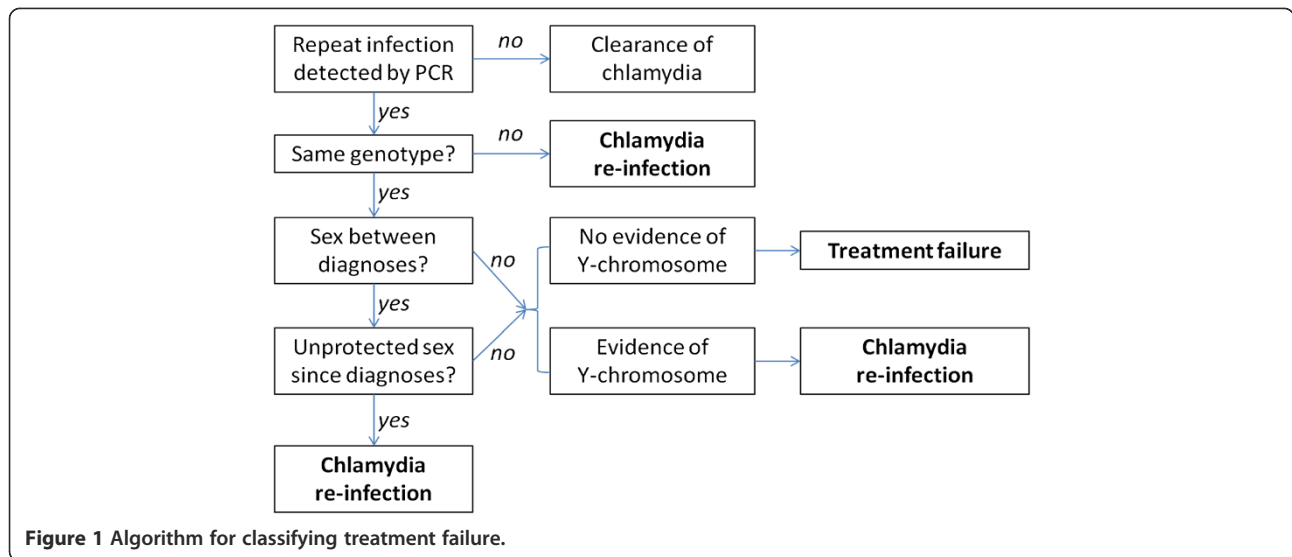 Repeat infection
detected by PCR
no
Clearance of
chlamydia
yes
Same genotype?
no
Chlamydia
re-infection
yes
Sex between
diagnoses?
no
No evidence of
Y-chromosome
Treatment failure
yes
Unprotected sex
since diagnoses?
no
Evidence of
Y-chromosome
Chlamydia
re-infection
yes
Chlamydia
re-infection
Figure 1 Algorithm for classifying treatment failure.